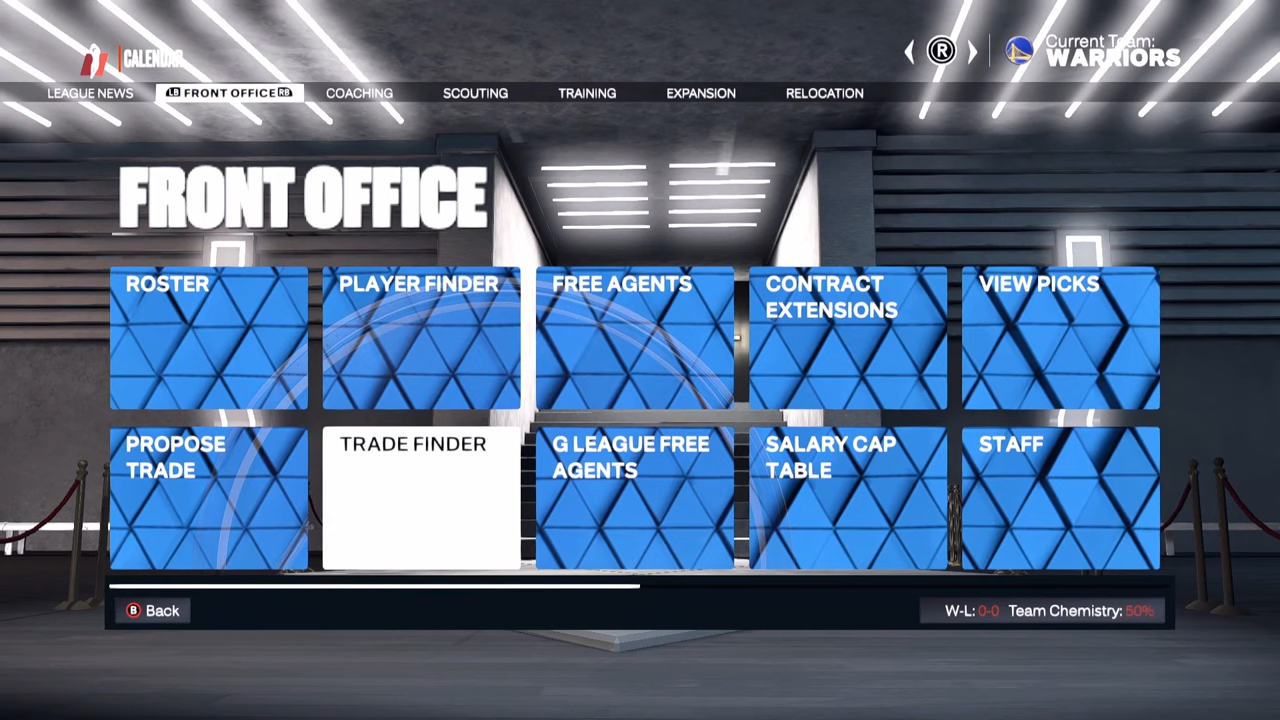 CALENDAR
R
Current Team:
WARRIORS
LEAGUE NEWS
LB FRONT OFFICE RB
COACHING
SCOUTING
TRAINING
EXPANSION
RELOCATION
FRONT OFFICE
ROSTER
PLAYER FINDER
FREE AGENTS
CONTRACT
EXTENSIONS
VIEW PICKS
PROPOSE
TRADE
TRADE FINDER
G LEAGUE FREE
AGENTS
SALARY CAP
TABLE
STAFF
B Back
W-L: 0-0 Team Chemistry: 50%